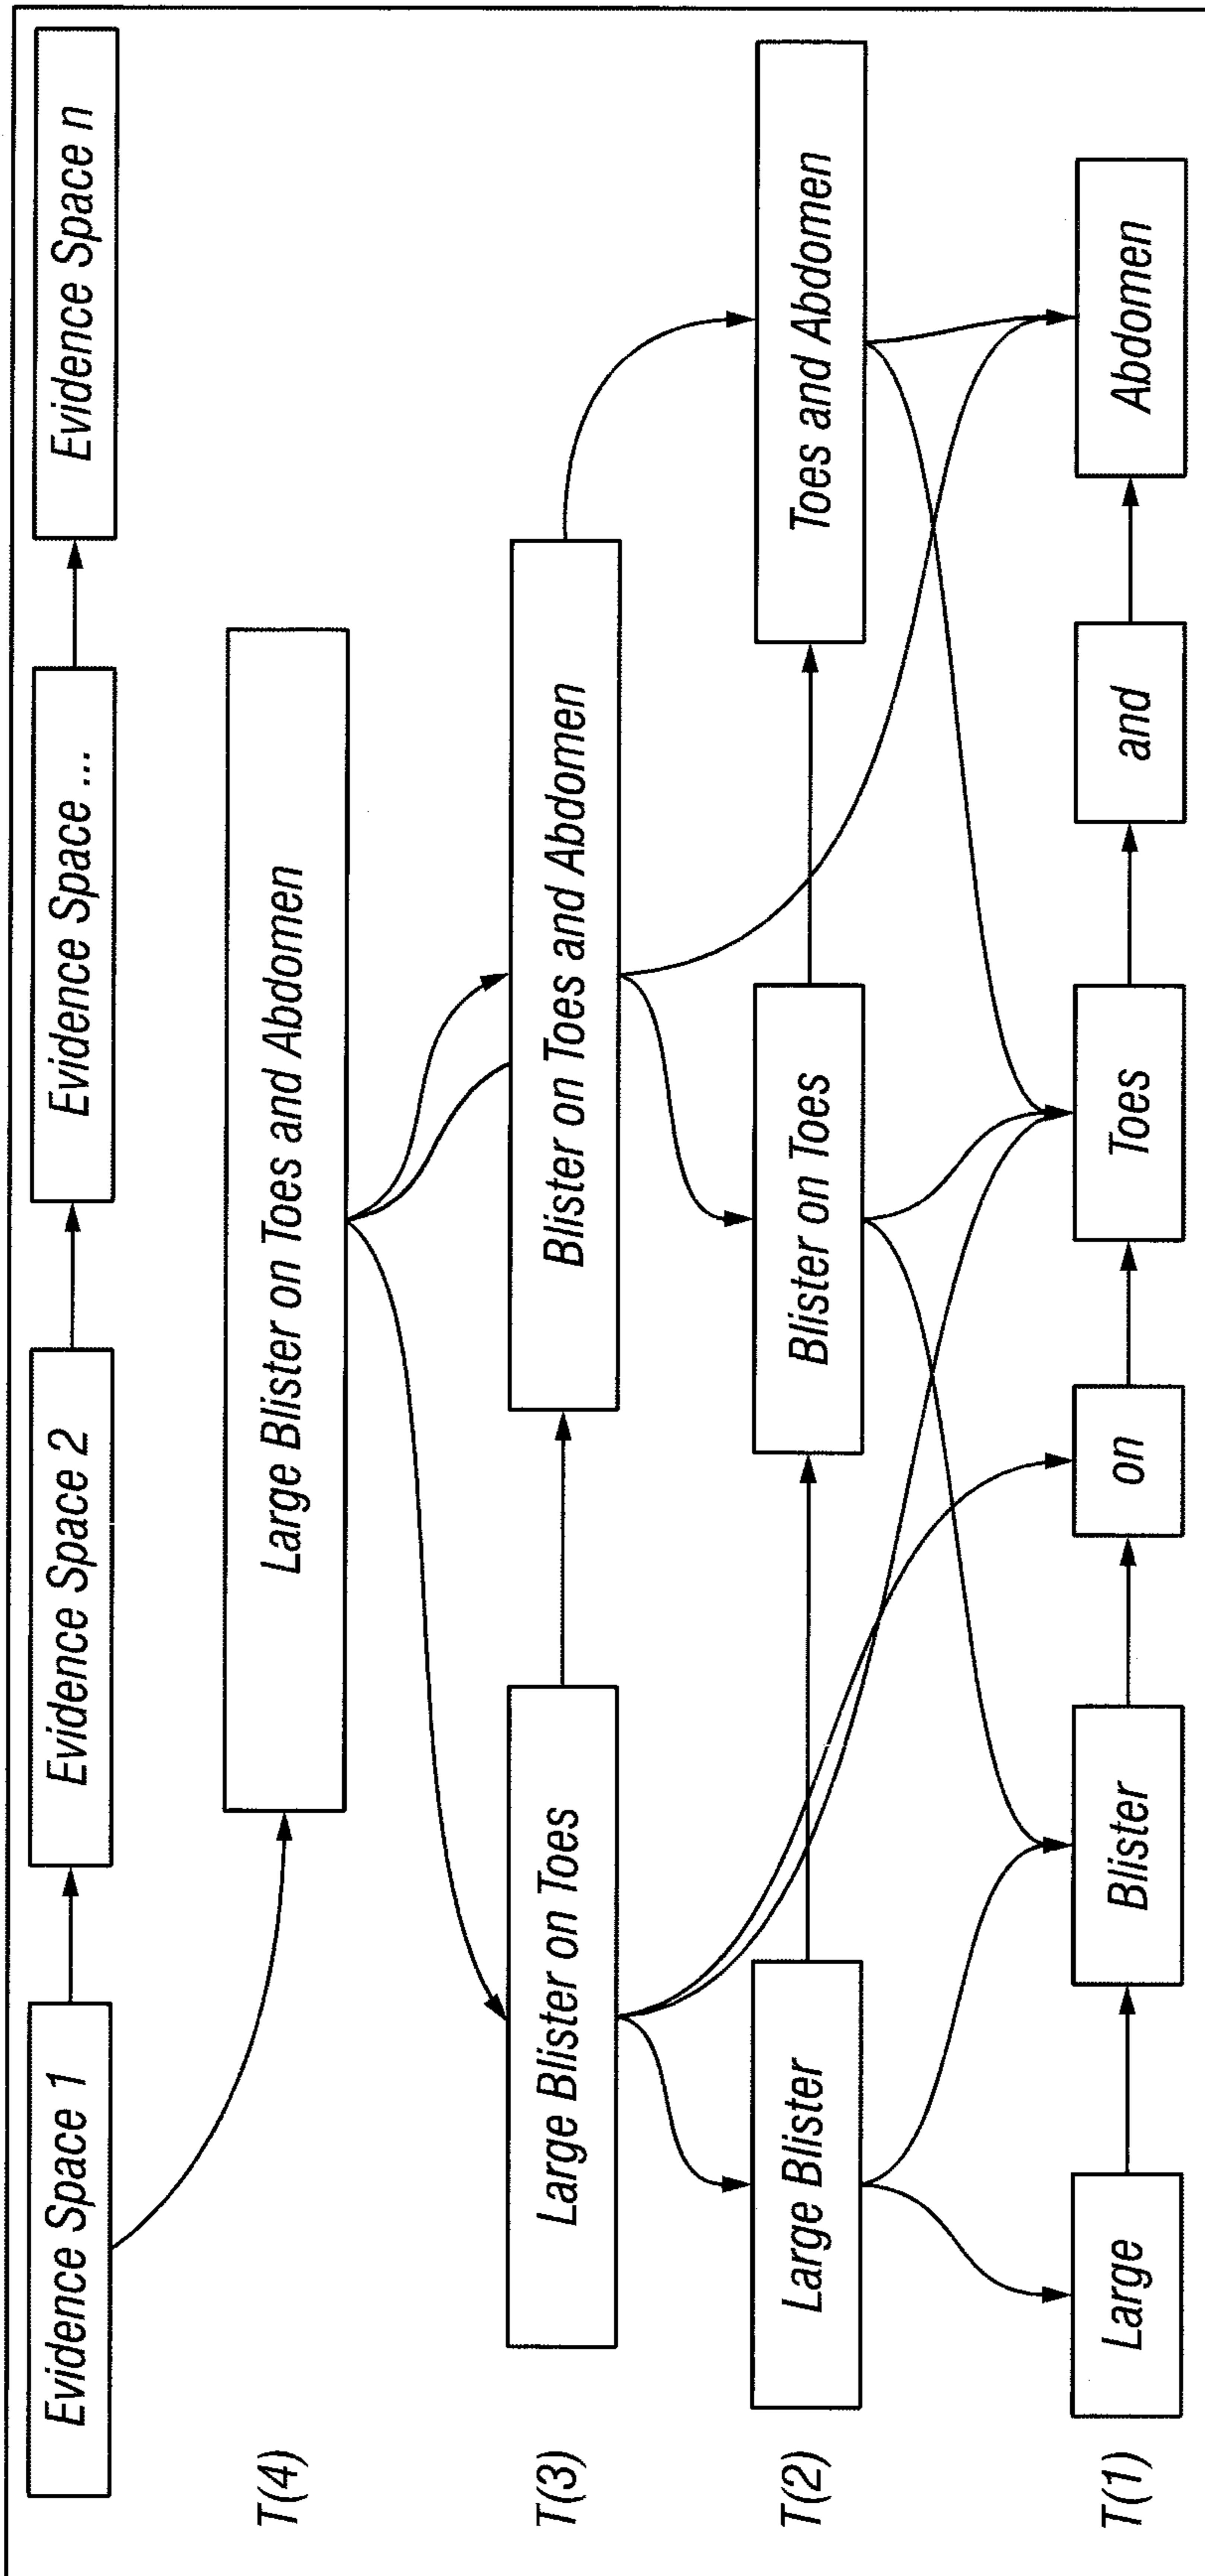 Evidence Space 1
Evidence Space 2
Evidence Space ...
Evidence Space n
T(4)
Large Blister on Toes and Abdomen
T(3)
Large Blister on Toes
Blister on Toes and Abdomen
T(2)
Large Blister
Blister on Toes
Toes and Abdomen
T(1)
Large
Blister
on
Toes
and
Abdomen